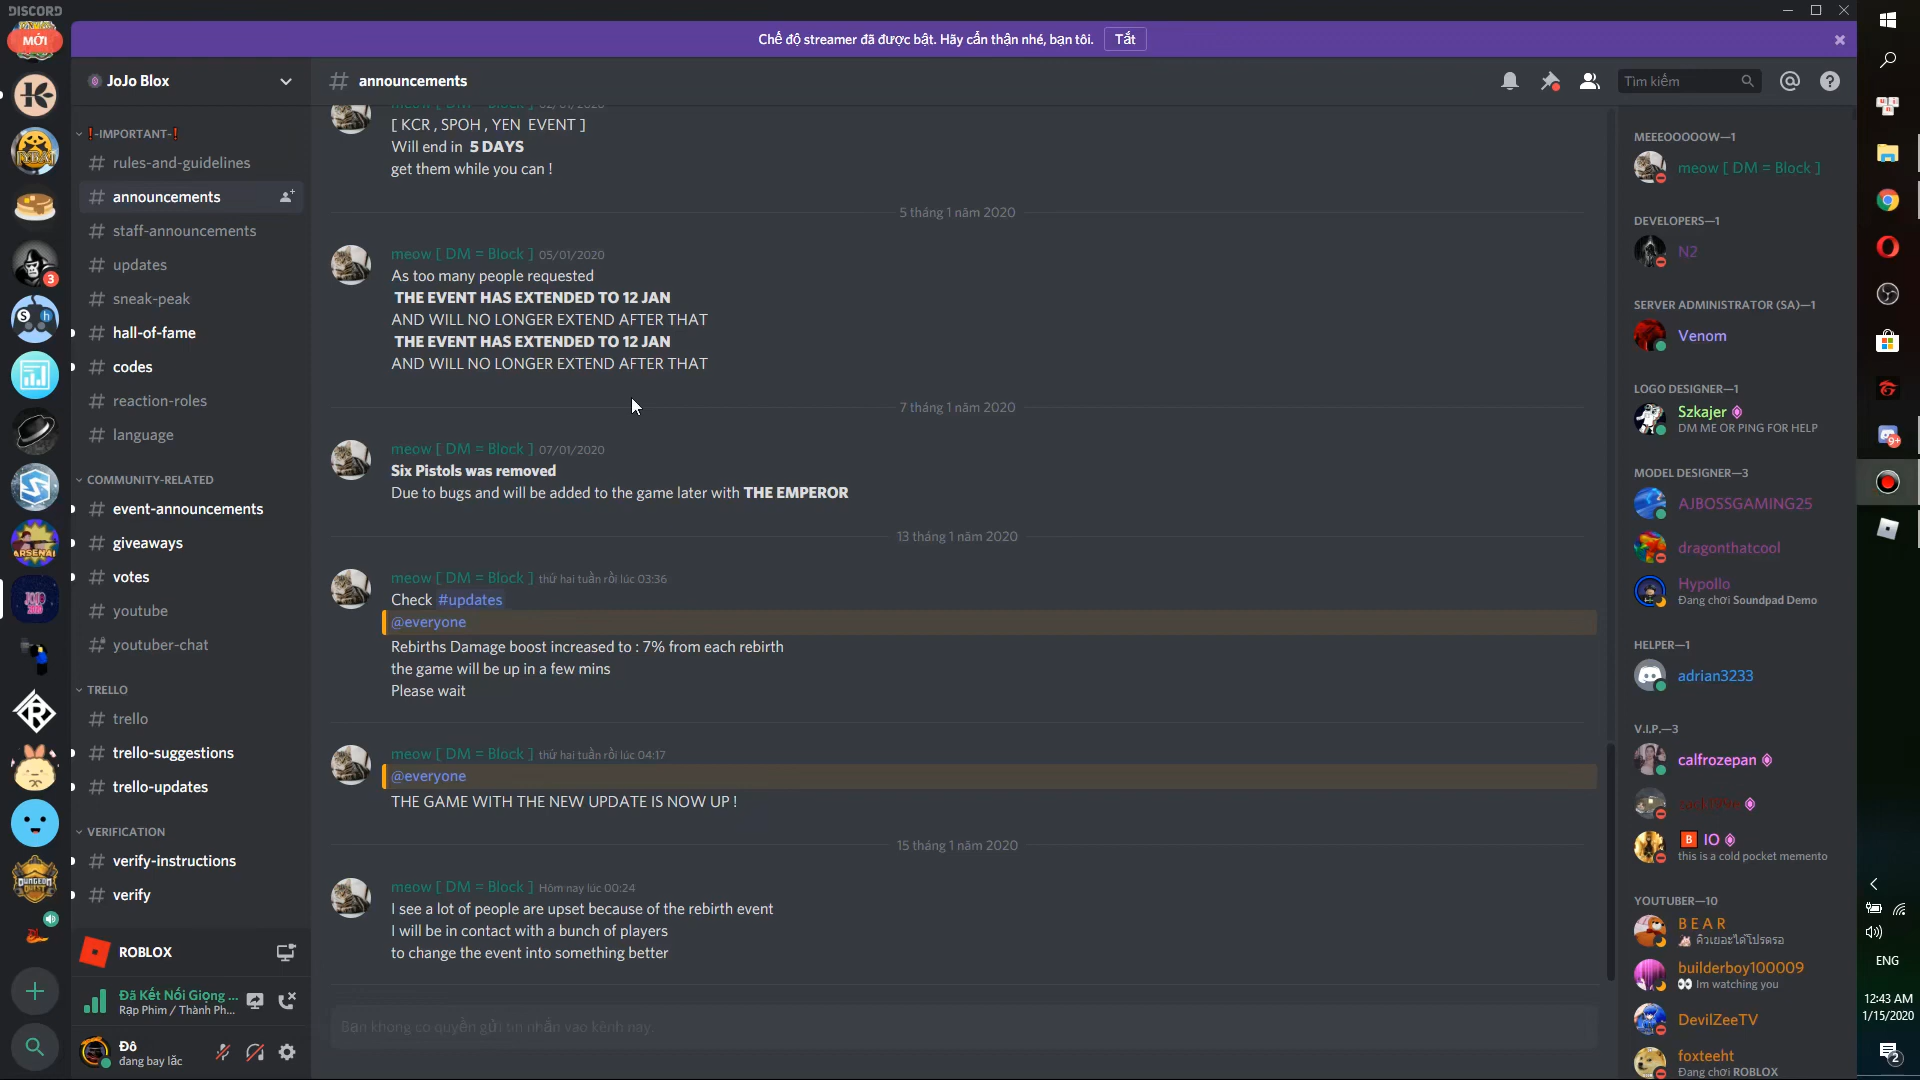 DISCORD
MỚI
Chế độ streamer đã được bật. Hãy cẩn thận nhé, bạn tôi.
Tắt
JoJo Blox
announcements
Tìm kiếm
❗-IMPORTANT-❗
rules-and-guidelines
announcements
staff-announcements
updates
sneak-peak
hall-of-fame
codes
reaction-roles
language
COMMUNITY-RELATED
event-announcements
giveaways
votes
youtube
youtuber-chat
TRELLO
trello
trello-suggestions
trello-updates
VERIFICATION
verify-instructions
verify
3
ARSENAL
JOJO
DUNGEON QUEST
ROBLOX
Đã Kết Nối Giọng ...
Rạp Phim / Thành Ph...
Đô
đang bay lắc
meow [ DM = Block ] 02/01/2020
[ KCR , SPOH , YEN EVENT ]
Will end in 5 DAYS
get them while you can !
5 tháng 1 năm 2020
meow [ DM = Block ] 05/01/2020
As too many people requested
THE EVENT HAS EXTENDED TO 12 JAN
AND WILL NO LONGER EXTEND AFTER THAT
THE EVENT HAS EXTENDED TO 12 JAN
AND WILL NO LONGER EXTEND AFTER THAT
7 tháng 1 năm 2020
meow [ DM = Block ] 07/01/2020
Six Pistols was removed
Due to bugs and will be added to the game later with THE EMPEROR
13 tháng 1 năm 2020
meow [ DM = Block ] thứ hai tuần rồi lúc 03:36
Check #updates
@everyone
Rebirths Damage boost increased to : 7% from each rebirth
the game will be up in a few mins
Please wait
meow [ DM = Block ] thứ hai tuần rồi lúc 04:17
@everyone
THE GAME WITH THE NEW UPDATE IS NOW UP !
15 tháng 1 năm 2020
meow [ DM = Block ] Hôm nay lúc 00:24
I see a lot of people are upset because of the rebirth event
I will be in contact with a bunch of players
to change the event into something better
Bạn không có quyền gửi tin nhắn vào kênh này.
MEEEOOOOOW—1
meow [ DM = Block ]
DEVELOPERS—1
N2
SERVER ADMINISTRATOR (SA)—1
Venom
LOGO DESIGNER—1
Szkajer
DM ME OR PING FOR HELP
MODEL DESIGNER—3
AJBOSSGAMING25
dragonthatcool
Hypollo
Đang chơi Soundpad Demo
HELPER—1
adrian3233
V.I.P.—3
calfrozepan
🅱 IO
this is a cold pocket memento
YOUTUBER—10
B E A R
คิวเยอะได้โปรดรอ
builderboy100009
👀 Im watching you
DevilZeeTV
foxteeht
Đang chơi ROBLOX
9+
ENG
12:43 AM
1/15/2020
2